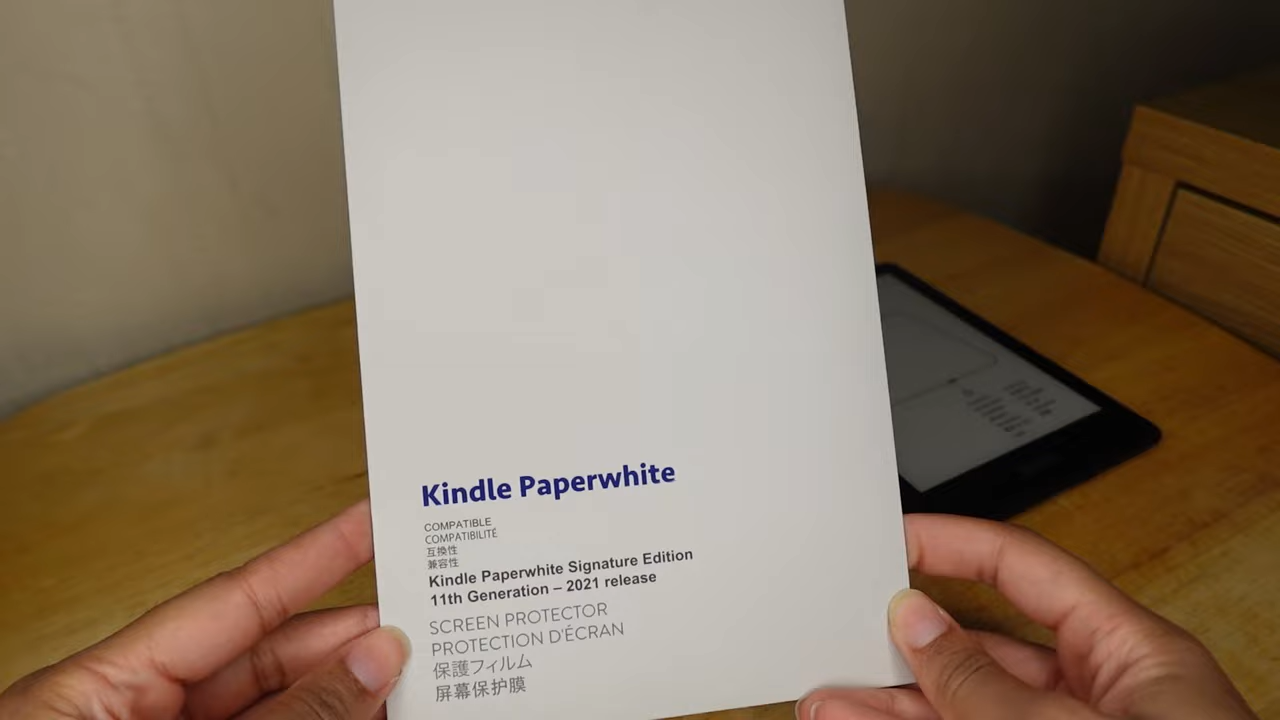 Kindle Paperwhite
COMPATIBLE
COMPATIBILITÉ
互換性
兼容性
Kindle Paperwhite Signature Edition
11th Generation – 2021 release
SCREEN PROTECTOR
PROTECTION D'ÉCRAN
保護フィルム
屏幕保护膜